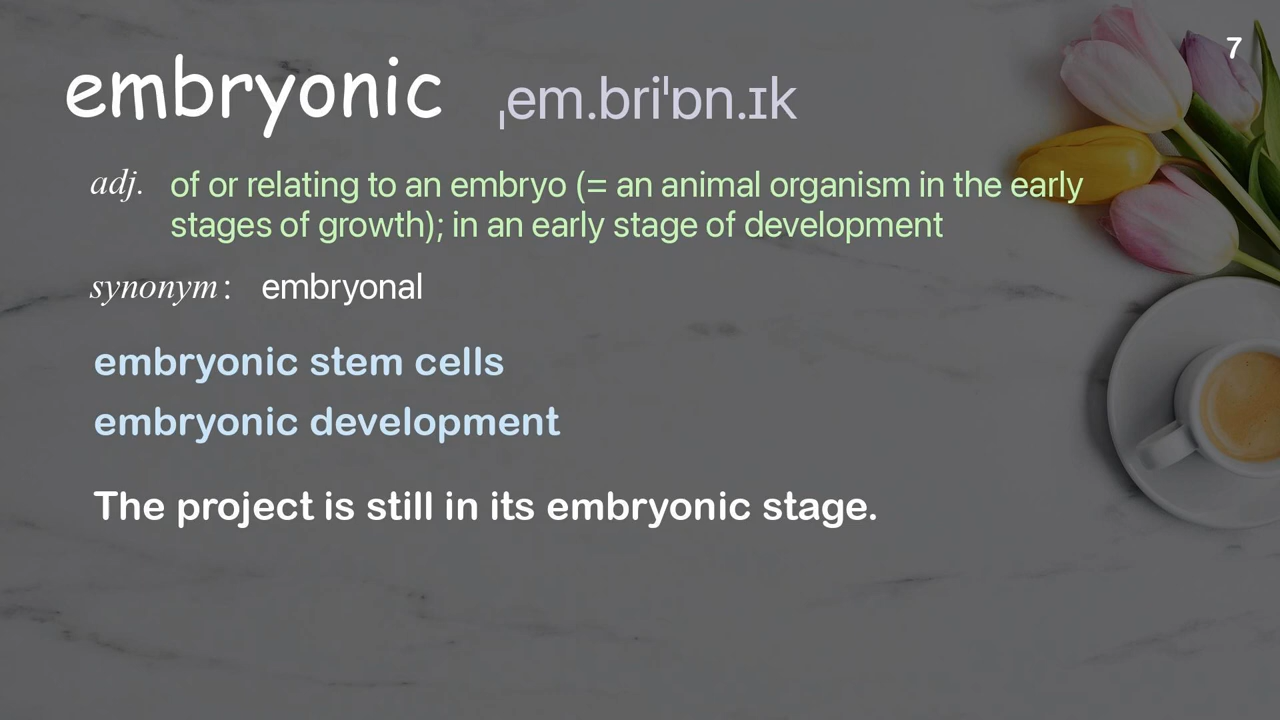 7
embryonic ˌem.briˈɒn.ɪk
adj. of or relating to an embryo (= an animal organism in the early
stages of growth); in an early stage of development
synonym: embryonal
embryonic stem cells
embryonic development
The project is still in its embryonic stage.